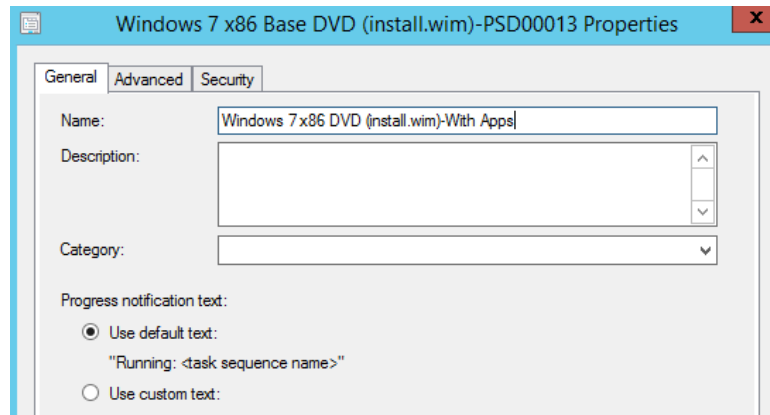 Windows 7 x86 Base DVD (install.wim)-PSD00013 Properties
x
General Advanced Security
Name: Windows 7 x86 DVD (install.wim)-With Apps
Description:
Category:
Progress notification text:
Use default text:
"Running: <task sequence name>"
Use custom text: